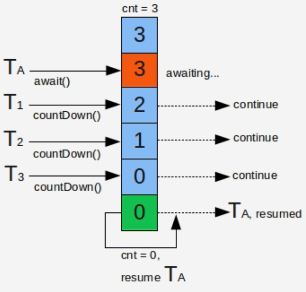 cnt = 3
3
TA
await()
3
awaiting...
T1
countDown()
2
continue
T2
countDown()
1
continue
T3
countDown()
0
continue
0
TA, resumed
cnt = 0,
resume TA